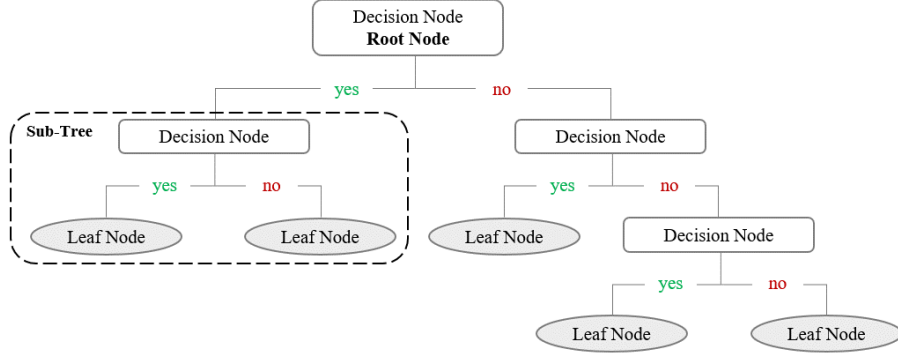 Decision Node
Root Node
yes
no
Sub-Tree
Decision Node
Decision Node
yes
no
yes
no
Leaf Node
Leaf Node
Leaf Node
Decision Node
yes
no
Leaf Node
Leaf Node